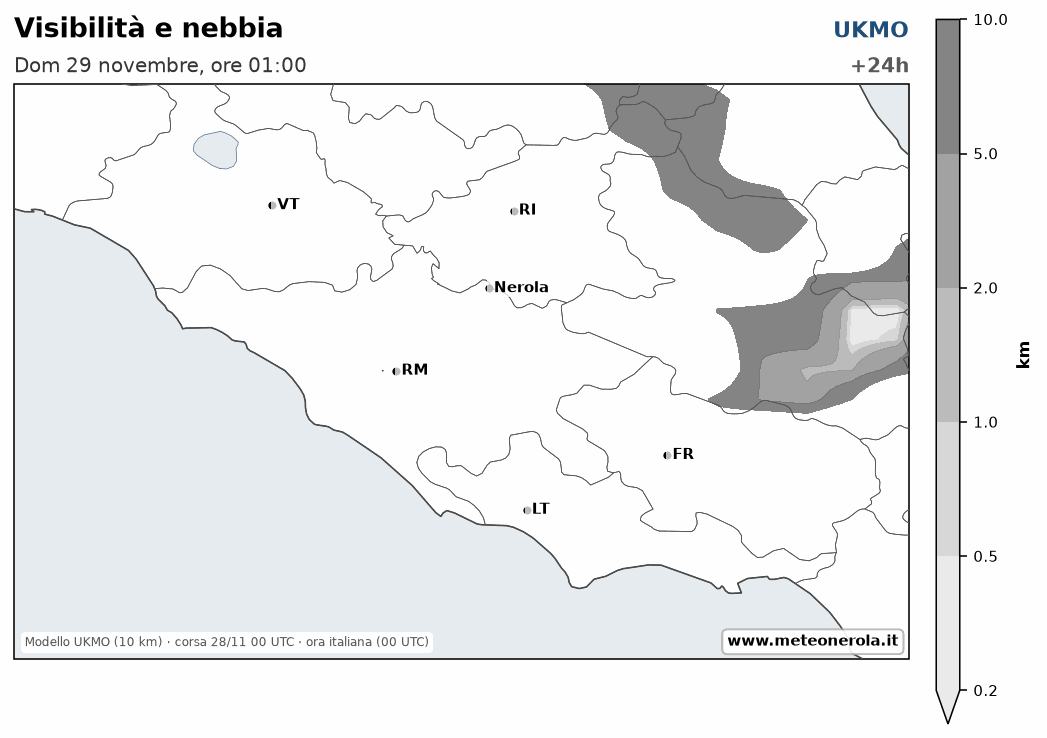 Visibilità e nebbia
UKMO
Dom 29 novembre, ore 01:00
+24h
10.0
5.0
2.0
1.0
0.5
0.2
km
VT
RI
Nerola
RM
FR
LT
Modello UKMO (10 km) · corsa 28/11 00 UTC · ora italiana (00 UTC)
www.meteonerola.it